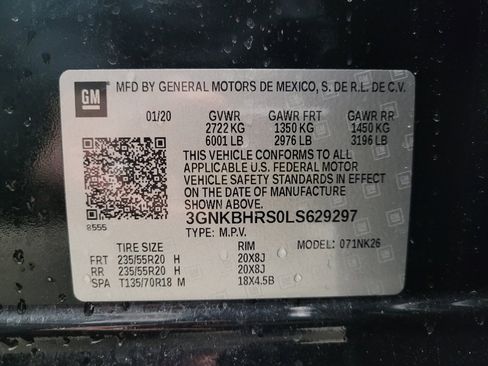 GM
MFD BY GENERAL MOTORS DE MEXICO, S. DE R.L. DE C.V.
01/20 GVWR GAWR FRT GAWR RR
2722 KG 1350 KG 1450 KG
6001 LB 2976 LB 3196 LB
THIS VEHICLE CONFORMS TO ALL
APPLICABLE U.S. FEDERAL MOTOR
VEHICLE SAFETY STANDARDS IN EFFECT
ON THE DATE OF MANUFACTURE
SHOWN ABOVE.
3GNKBHRS0LS629297
8555
TYPE: M.P.V.
TIRE SIZE RIM MODEL: 071NK26
FRT 235/55R20 H 20X8J
RR 235/55R20 H 20X8J
SPA T135/70R18 M 18X4.5B